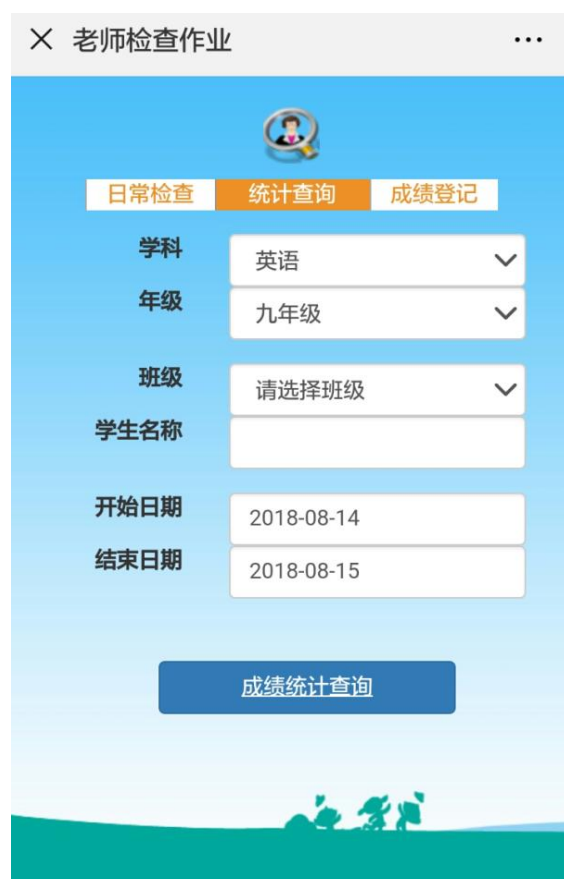 老师检查作业
日常检查 统计查询 成绩登记
学科 英语
年级 九年级
班级 请选择班级
学生名称
开始日期 2018-08-14
结束日期 2018-08-15
成绩统计查询